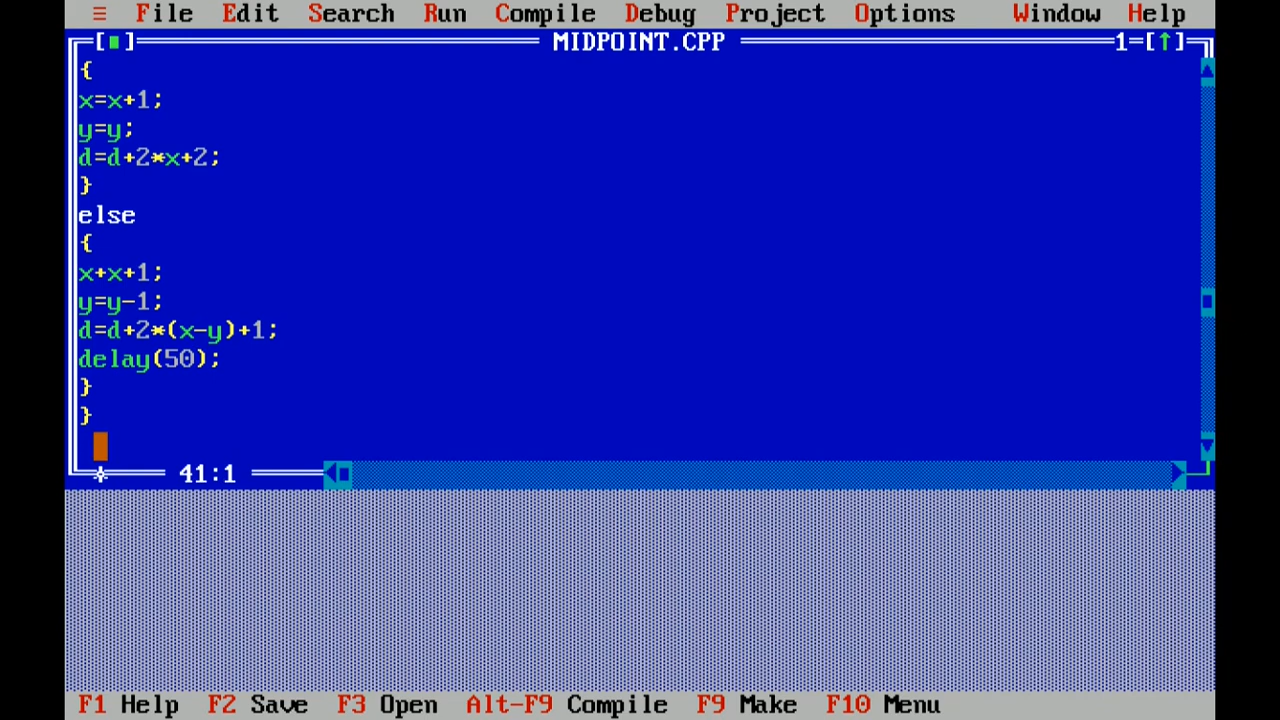 ≡ File Edit Search Run Compile Debug Project Options Window Help
[■] MIDPOINT.CPP 1=[↑]
{
x=x+1;
y=y;
d=d+2*x+2;
}
else
{
x+x+1;
y=y-1;
d=d+2*(x-y)+1;
delay(50);
}
}
41:1
F1 Help F2 Save F3 Open Alt-F9 Compile F9 Make F10 Menu